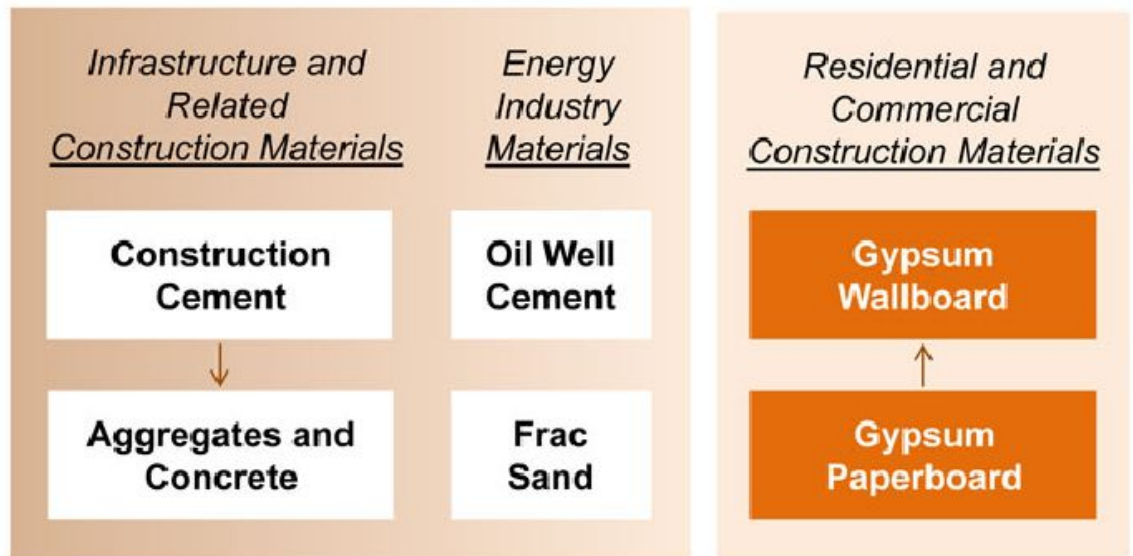 Infrastructure and
Related
Construction Materials
Construction
Cement
Aggregates and
Concrete
Energy
Industry
Materials
Oil Well
Cement
Frac
Sand
Residential and
Commercial
Construction Materials
Gypsum
Wallboard
Gypsum
Paperboard